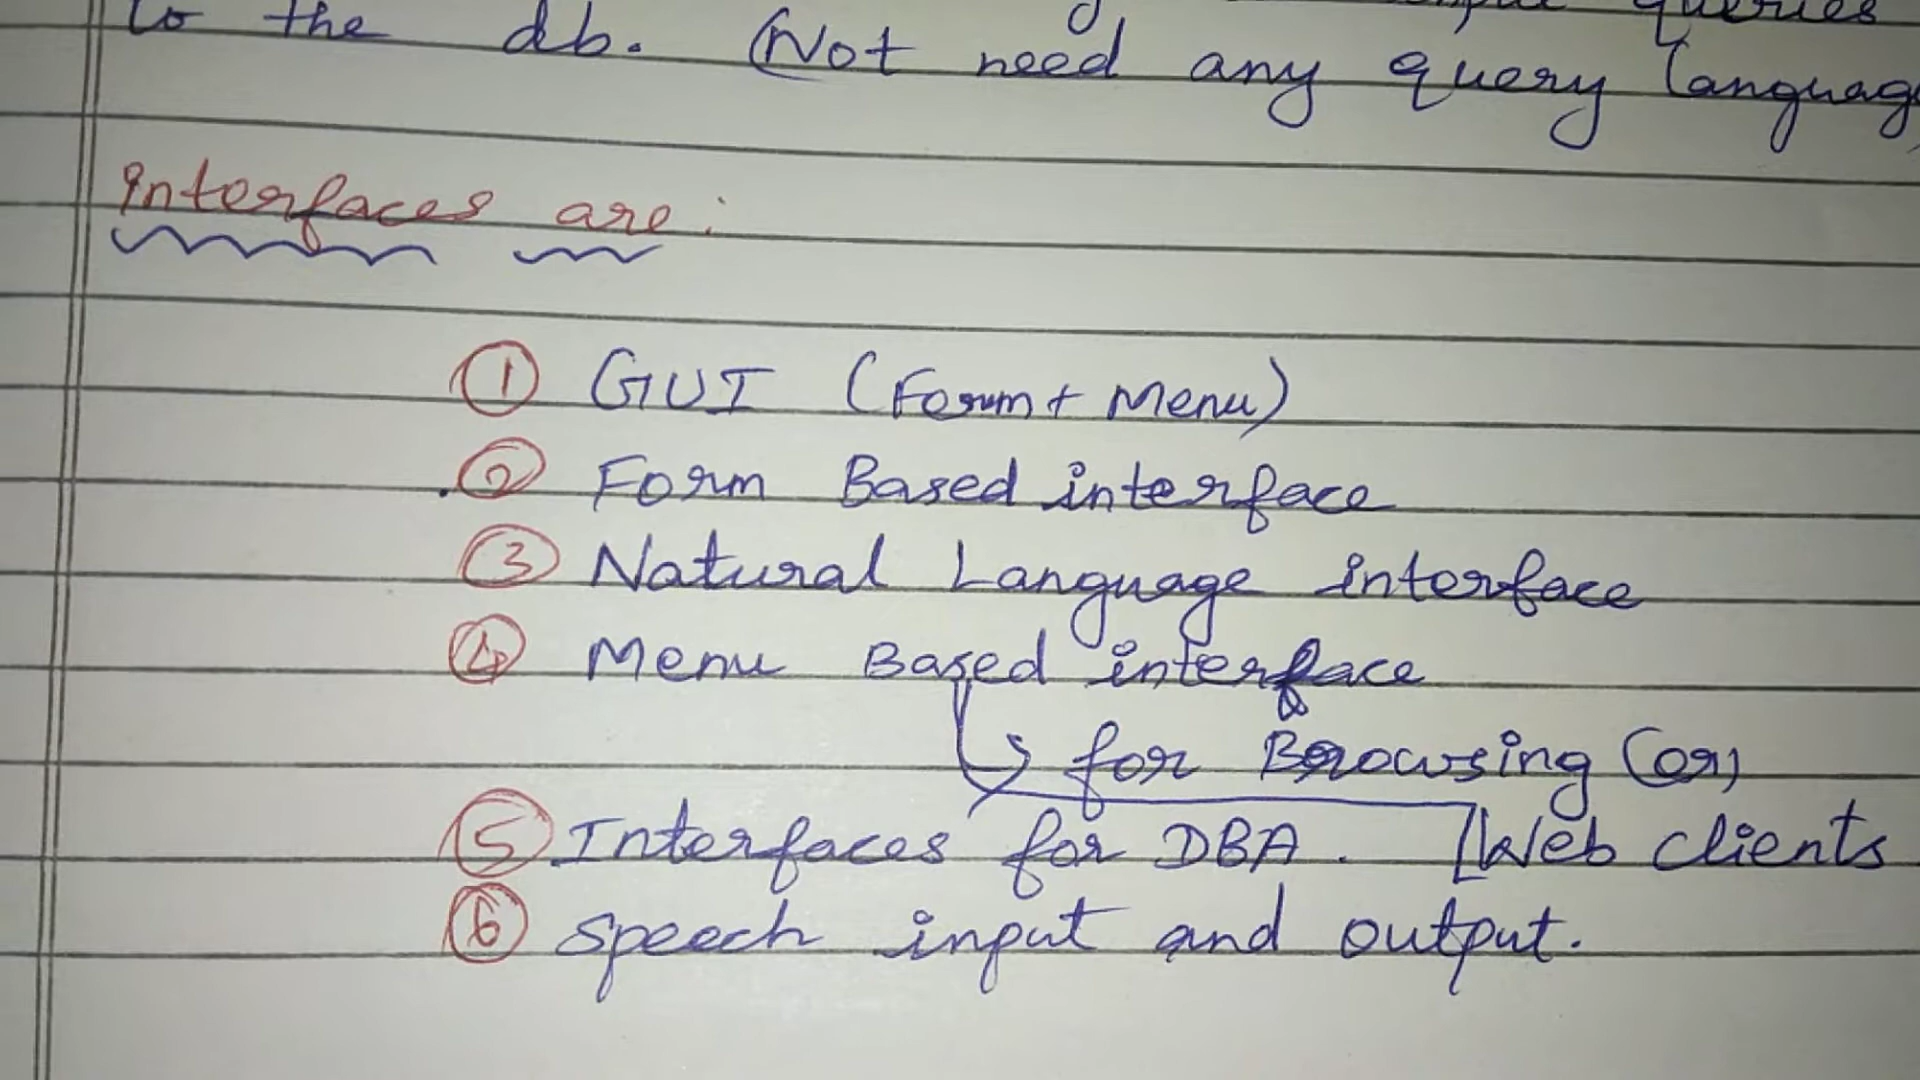 queries
to the db. (Not need any query language
Interfaces are:
① GUI (Form + Menu)
② Form Based interface
③ Natural Language interface
④ Menu Based interface
for Browsing (or)
⑤ Interfaces for DBA. [Web clients
⑥ Speech input and output.